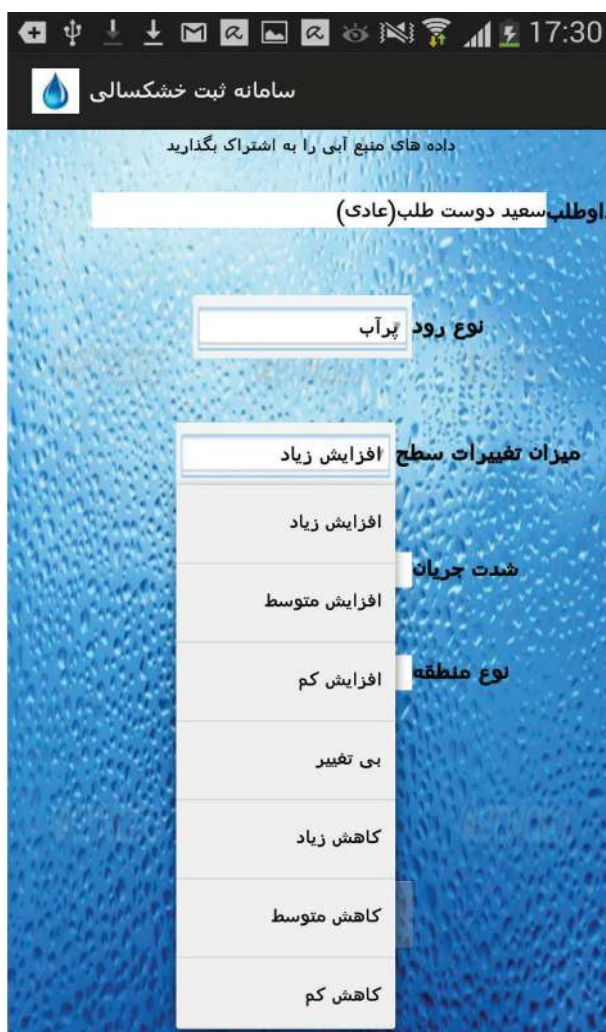 17:30
سامانه ثبت خشکسالی
داده های منبع آبی را به اشتراک بگذارید
اوطلب سعید دوست طلب(عادی)
نوع رود پرآب
میزان تغییرات سطح افزایش زیاد
افزایش زیاد
شدت جریان
افزایش متوسط
نوع منطقه
افزایش کم
بی تغییر
کاهش زیاد
کاهش متوسط
کاهش کم